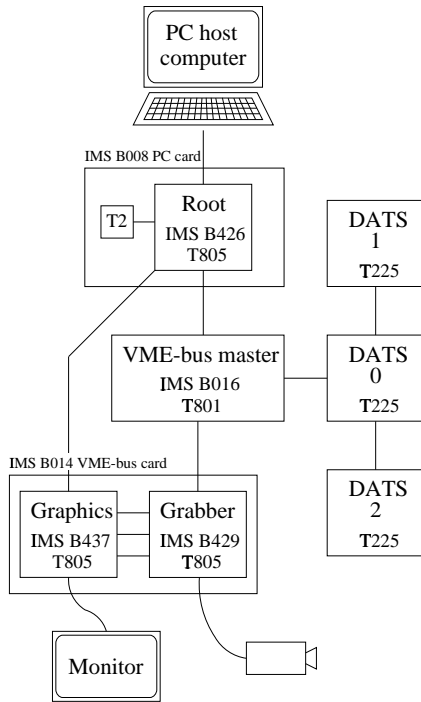 PC host
computer
IMS B008 PC card
T2
Root
IMS B426
T805
DATS
1
T225
VME-bus master
IMS B016
T801
DATS
0
T225
IMS B014 VME-bus card
Graphics
IMS B437
T805
Grabber
IMS B429
T805
DATS
2
T225
Monitor